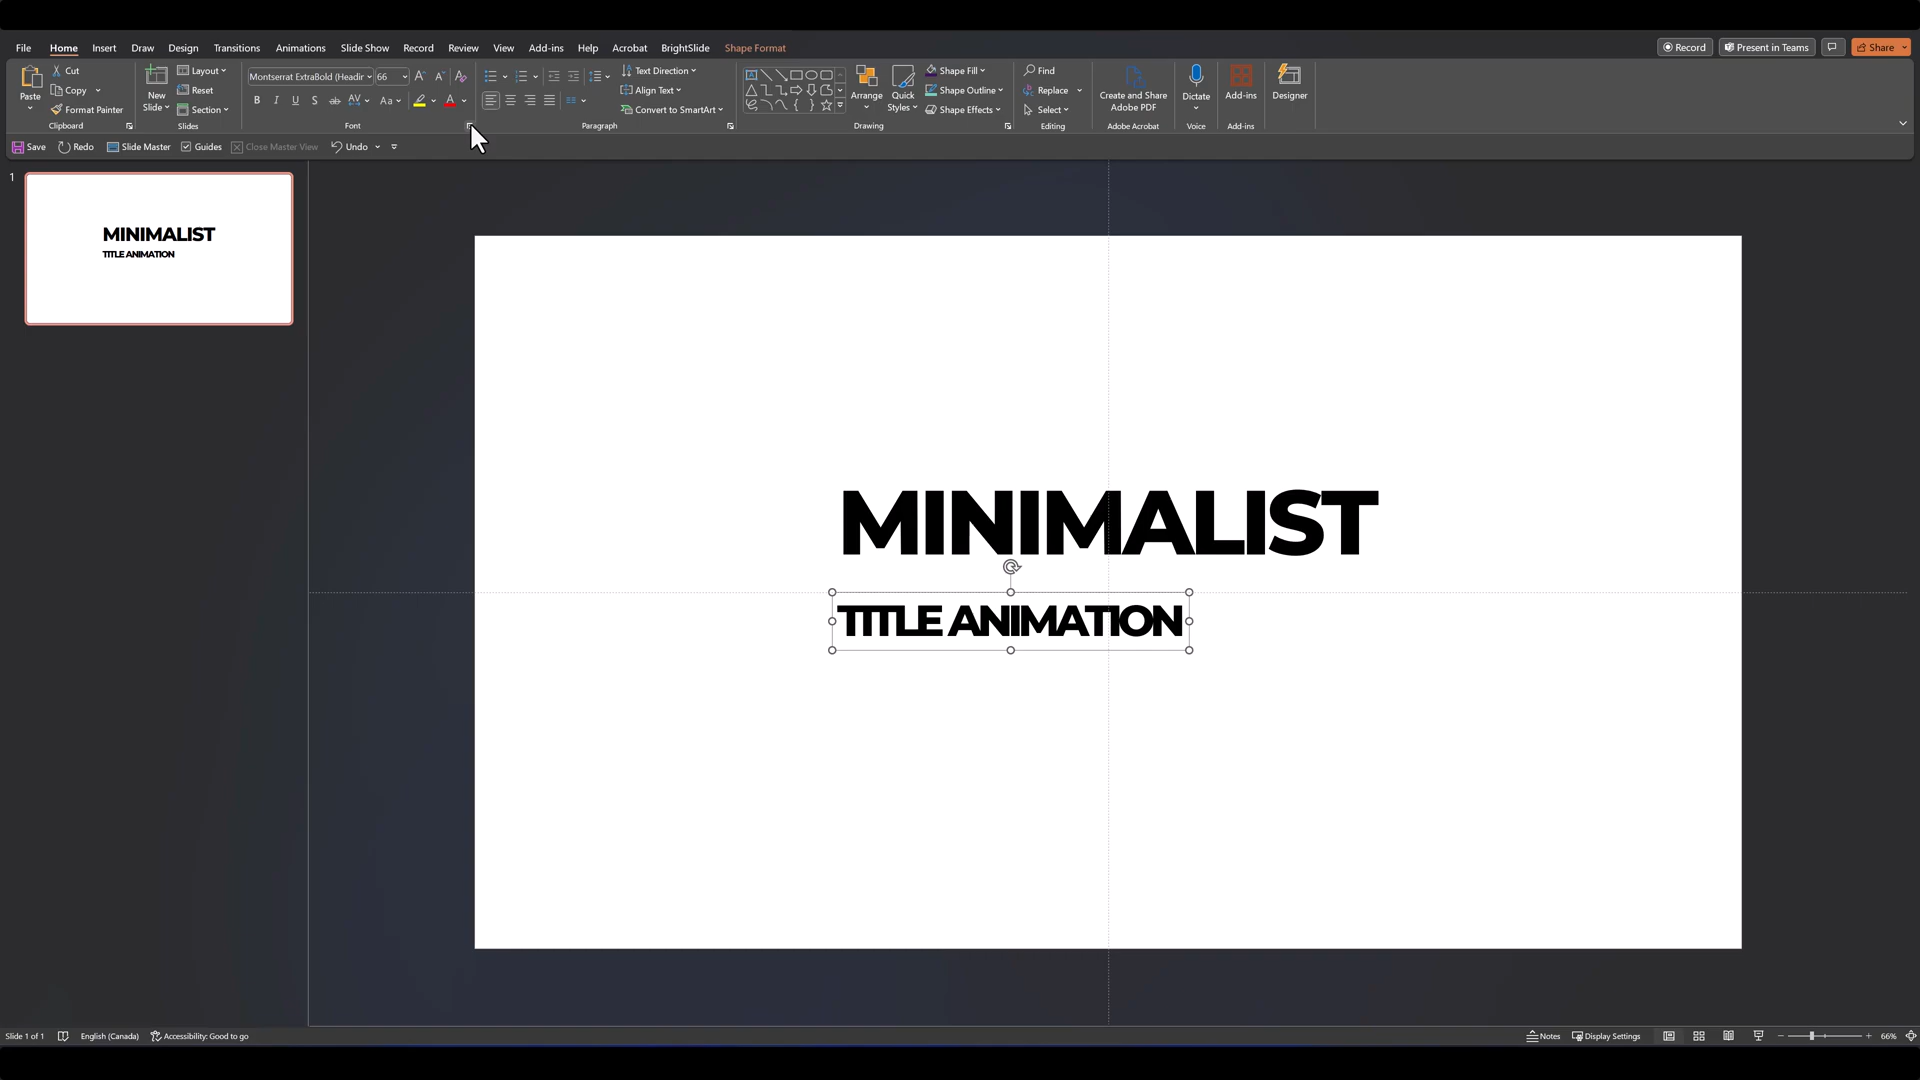 File Home Insert Draw Design Transitions Animations Slide Show Record Review View Add-ins Help Acrobat BrightSlide Shape Format
Record Present in Teams Share
Paste
Cut
Copy
Format Painter
Clipboard
New Slide
Layout
Reset
Section
Slides
Montserrat ExtraBold (Headir 66
B I U S ab AV Aa A
Font
Text Direction
Align Text
Convert to SmartArt
Paragraph
Arrange
Quick Styles
Shape Fill
Shape Outline
Shape Effects
Drawing
Find
Replace
Select
Editing
Create and Share Adobe PDF
Adobe Acrobat
Dictate
Voice
Add-ins
Add-ins
Designer
Save Redo Slide Master Guides Close Master View Undo
1
MINIMALIST
TITLE ANIMATION
MINIMALIST
TITLE ANIMATION
Slide 1 of 1 English (Canada) Accessibility: Good to go
Notes Display Settings 66%